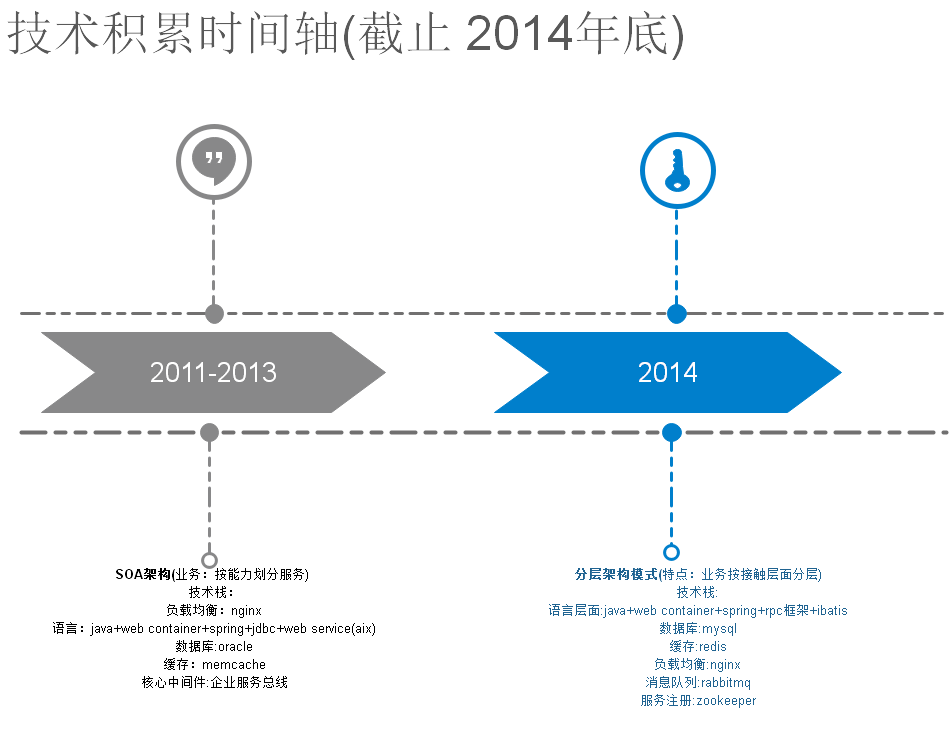 技术积累时间轴(截止 2014年底)
2011-2013
2014
SOA架构(业务：按能力划分服务)
技术栈：
负载均衡：nginx
语言：java+web container+spring+jdbc+web service(aix)
数据库:oracle
缓存：memcache
核心中间件:企业服务总线
分层架构模式(特点：业务按接触层面分层)
技术栈:
语言层面:java+web container+spring+rpc框架+ibatis
数据库:mysql
缓存:redis
负载均衡:nginx
消息队列:rabbitmq
服务注册:zookeeper